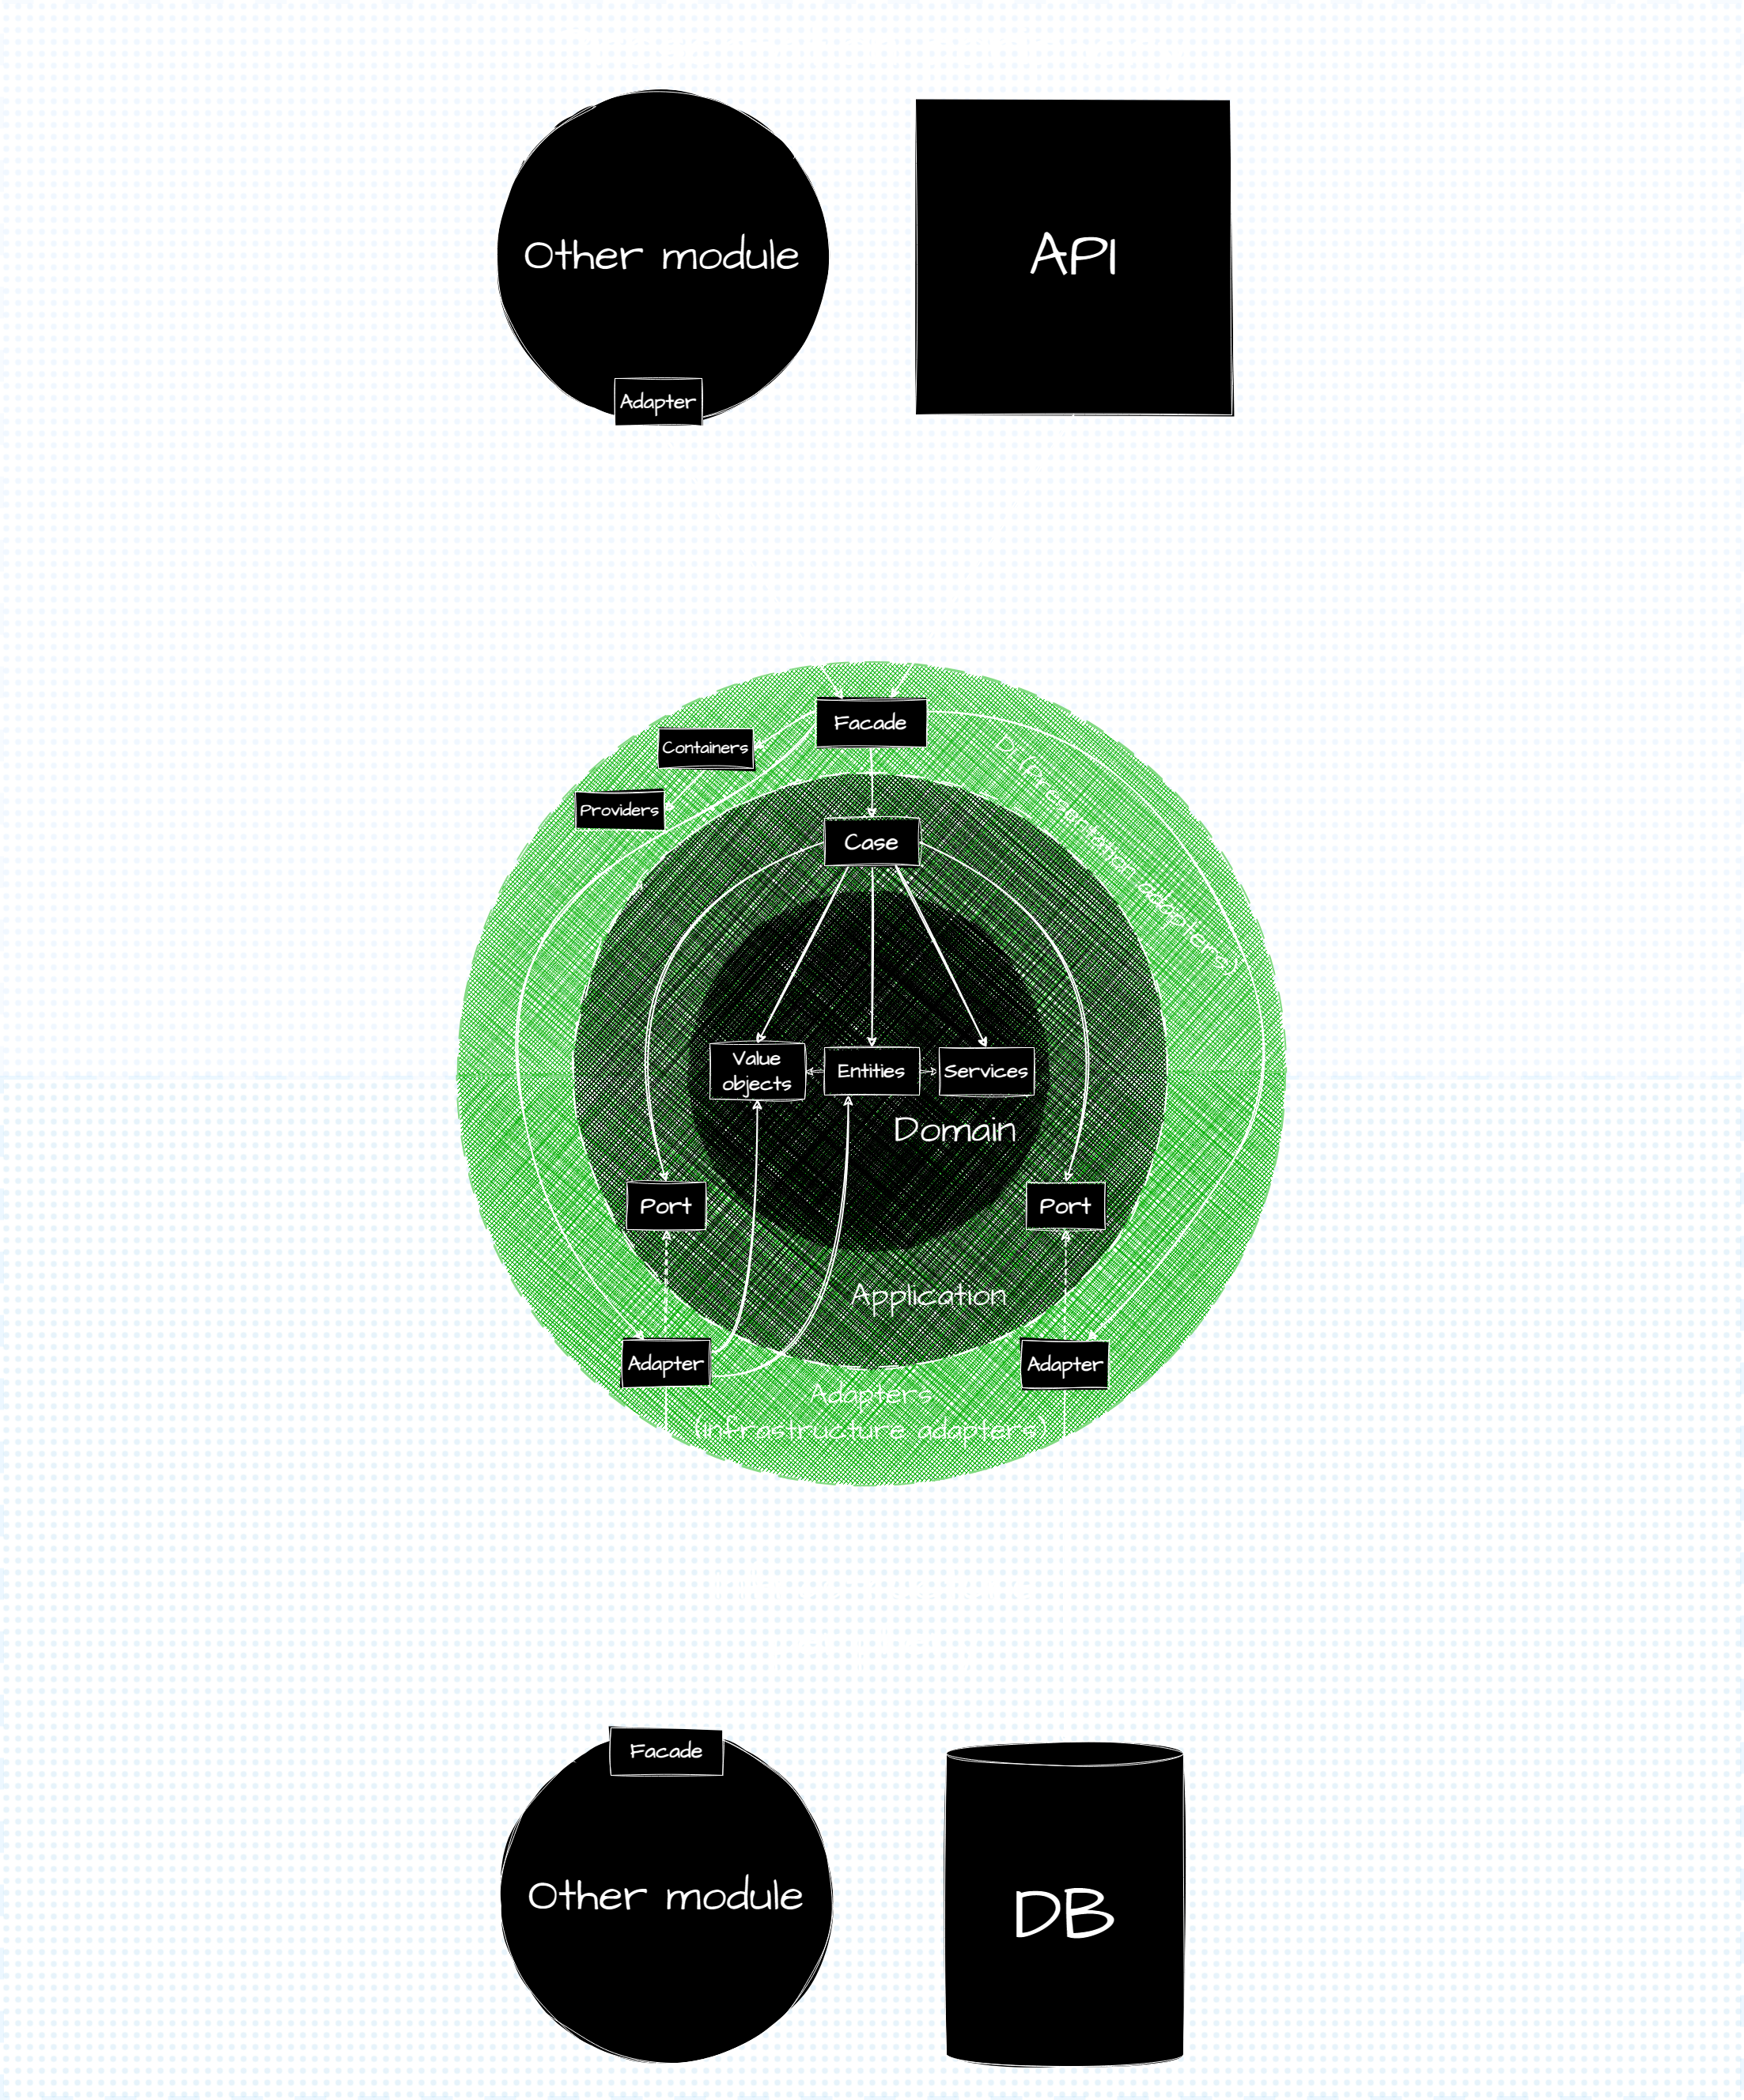 Other module
API
Adapter
Facade
Containers
DI (Presentation adapters)
Providers
Case
Value
objects
Entities
Services
Domain
Port
Port
Application
Adapter
Adapter
Adapters
(infrastructure adapters)
Facade
Other module
DB